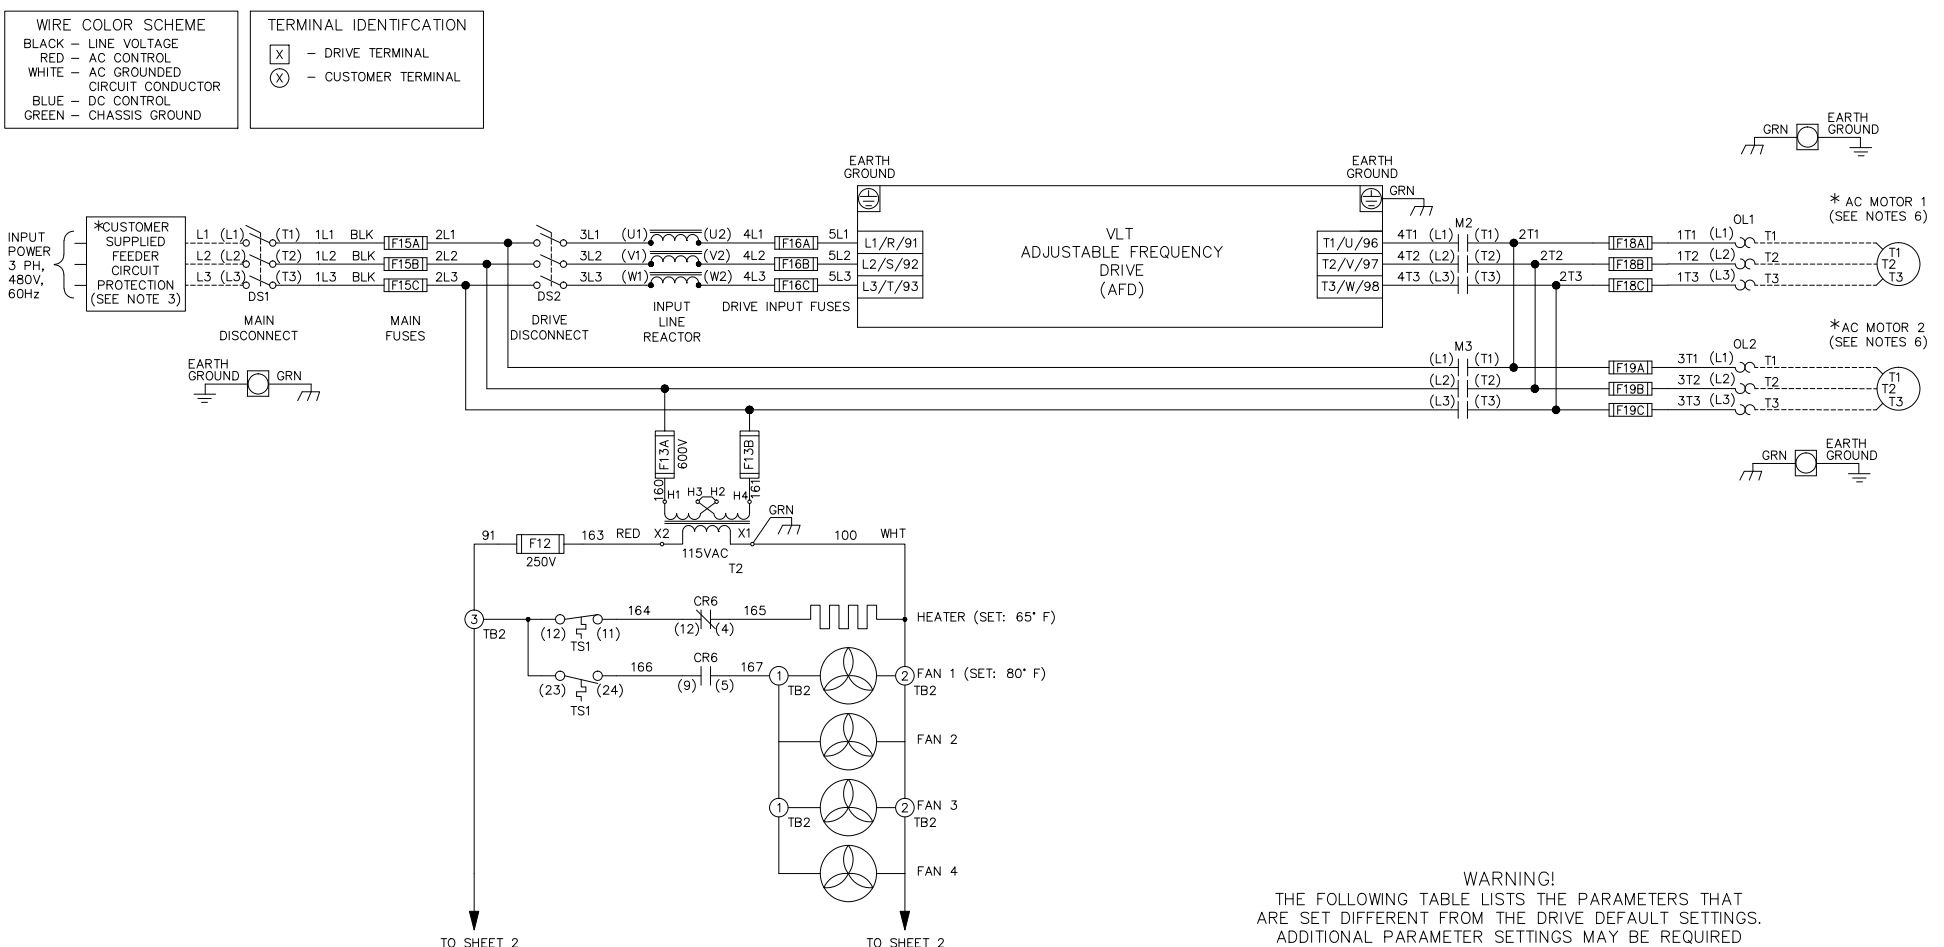 WIRE COLOR SCHEME
BLACK – LINE VOLTAGE
RED – AC CONTROL
WHITE – AC GROUNDED
CIRCUIT CONDUCTOR
BLUE – DC CONTROL
GREEN – CHASSIS GROUND
TERMINAL IDENTIFCATION
X – DRIVE TERMINAL
X – CUSTOMER TERMINAL
INPUT
POWER
3 PH,
480V,
60Hz
*CUSTOMER
SUPPLIED
FEEDER
CIRCUIT
PROTECTION
(SEE NOTE 3)
L1 (L1) (T1) 1L1 BLK F15A 2L1
L2 (L2) (T2) 1L2 BLK F15B 2L2
L3 (L3) (T3) 1L3 BLK F15C 2L3
DS1
MAIN
DISCONNECT
MAIN
FUSES
3L1 (U1) (U2) 4L1 F16A 5L1
3L2 (V1) (V2) 4L2 F16B 5L2
3L3 (W1) (W2) 4L3 F16C 5L3
DS2
DRIVE
DISCONNECT
INPUT
LINE
REACTOR
DRIVE INPUT FUSES
EARTH
GROUND
L1/R/91
L2/S/92
L3/T/93
VLT
ADJUSTABLE FREQUENCY
DRIVE
(AFD)
EARTH
GROUND
GRN
T1/U/96
T2/V/97
T3/W/98
M2
4T1 (L1) (T1) 2T1 F18A 1T1 (L1) T1
4T2 (L2) (T2) 2T2 F18B 1T2 (L2) T2
4T3 (L3) (T3) 2T3 F18C 1T3 (L3) T3
OL1
GRN
EARTH
GROUND
* AC MOTOR 1
(SEE NOTES 6)
T1
T2
T3
M3
(L1) (T1) F19A 3T1 (L1) T1
(L2) (T2) F19B 3T2 (L2) T2
(L3) (T3) F19C 3T3 (L3) T3
OL2
*AC MOTOR 2
(SEE NOTES 6)
T1
T2
T3
GRN
EARTH
GROUND
EARTH
GROUND
GRN
F13A
600V
F13B
160
161
H1 H3 H2 H4
GRN
91 F12 163 RED X2 X1 100 WHT
250V
115VAC
T2
3
TB2
164 CR6 165
(12) (11) (12) (4)
TS1
HEATER (SET: 65° F)
166 CR6 167
(23) (24) (9) (5)
TS1
1
TB2
2
TB2
FAN 1 (SET: 80° F)
FAN 2
1
TB2
2
TB2
FAN 3
FAN 4
TO SHEET 2
TO SHEET 2
WARNING!
THE FOLLOWING TABLE LISTS THE PARAMETERS THAT
ARE SET DIFFERENT FROM THE DRIVE DEFAULT SETTINGS.
ADDITIONAL PARAMETER SETTINGS MAY BE REQUIRED